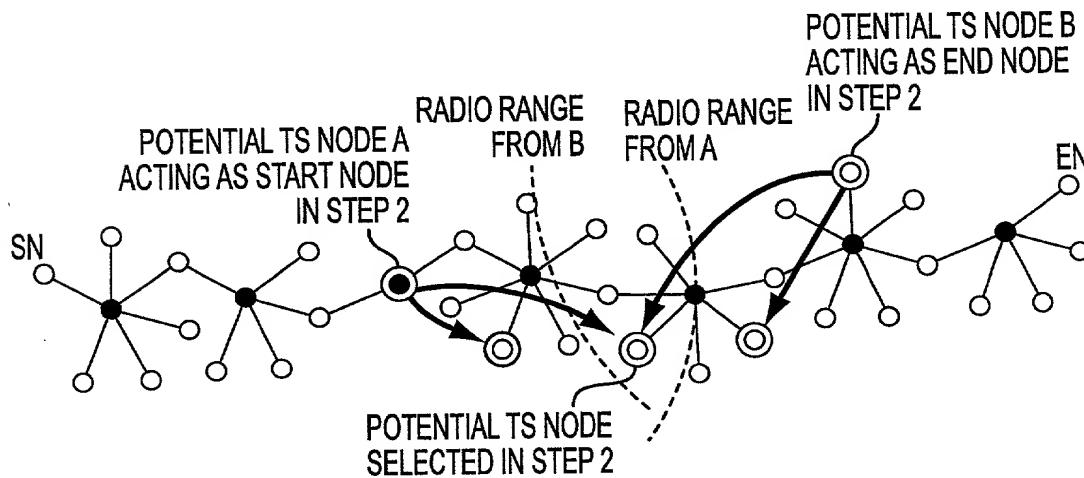 POTENTIAL TS NODE B
ACTING AS END NODE
IN STEP 2
RADIO RANGE
FROM B
RADIO RANGE
FROM A
POTENTIAL TS NODE A
ACTING AS START NODE
IN STEP 2
EN
SN
POTENTIAL TS NODE
SELECTED IN STEP 2